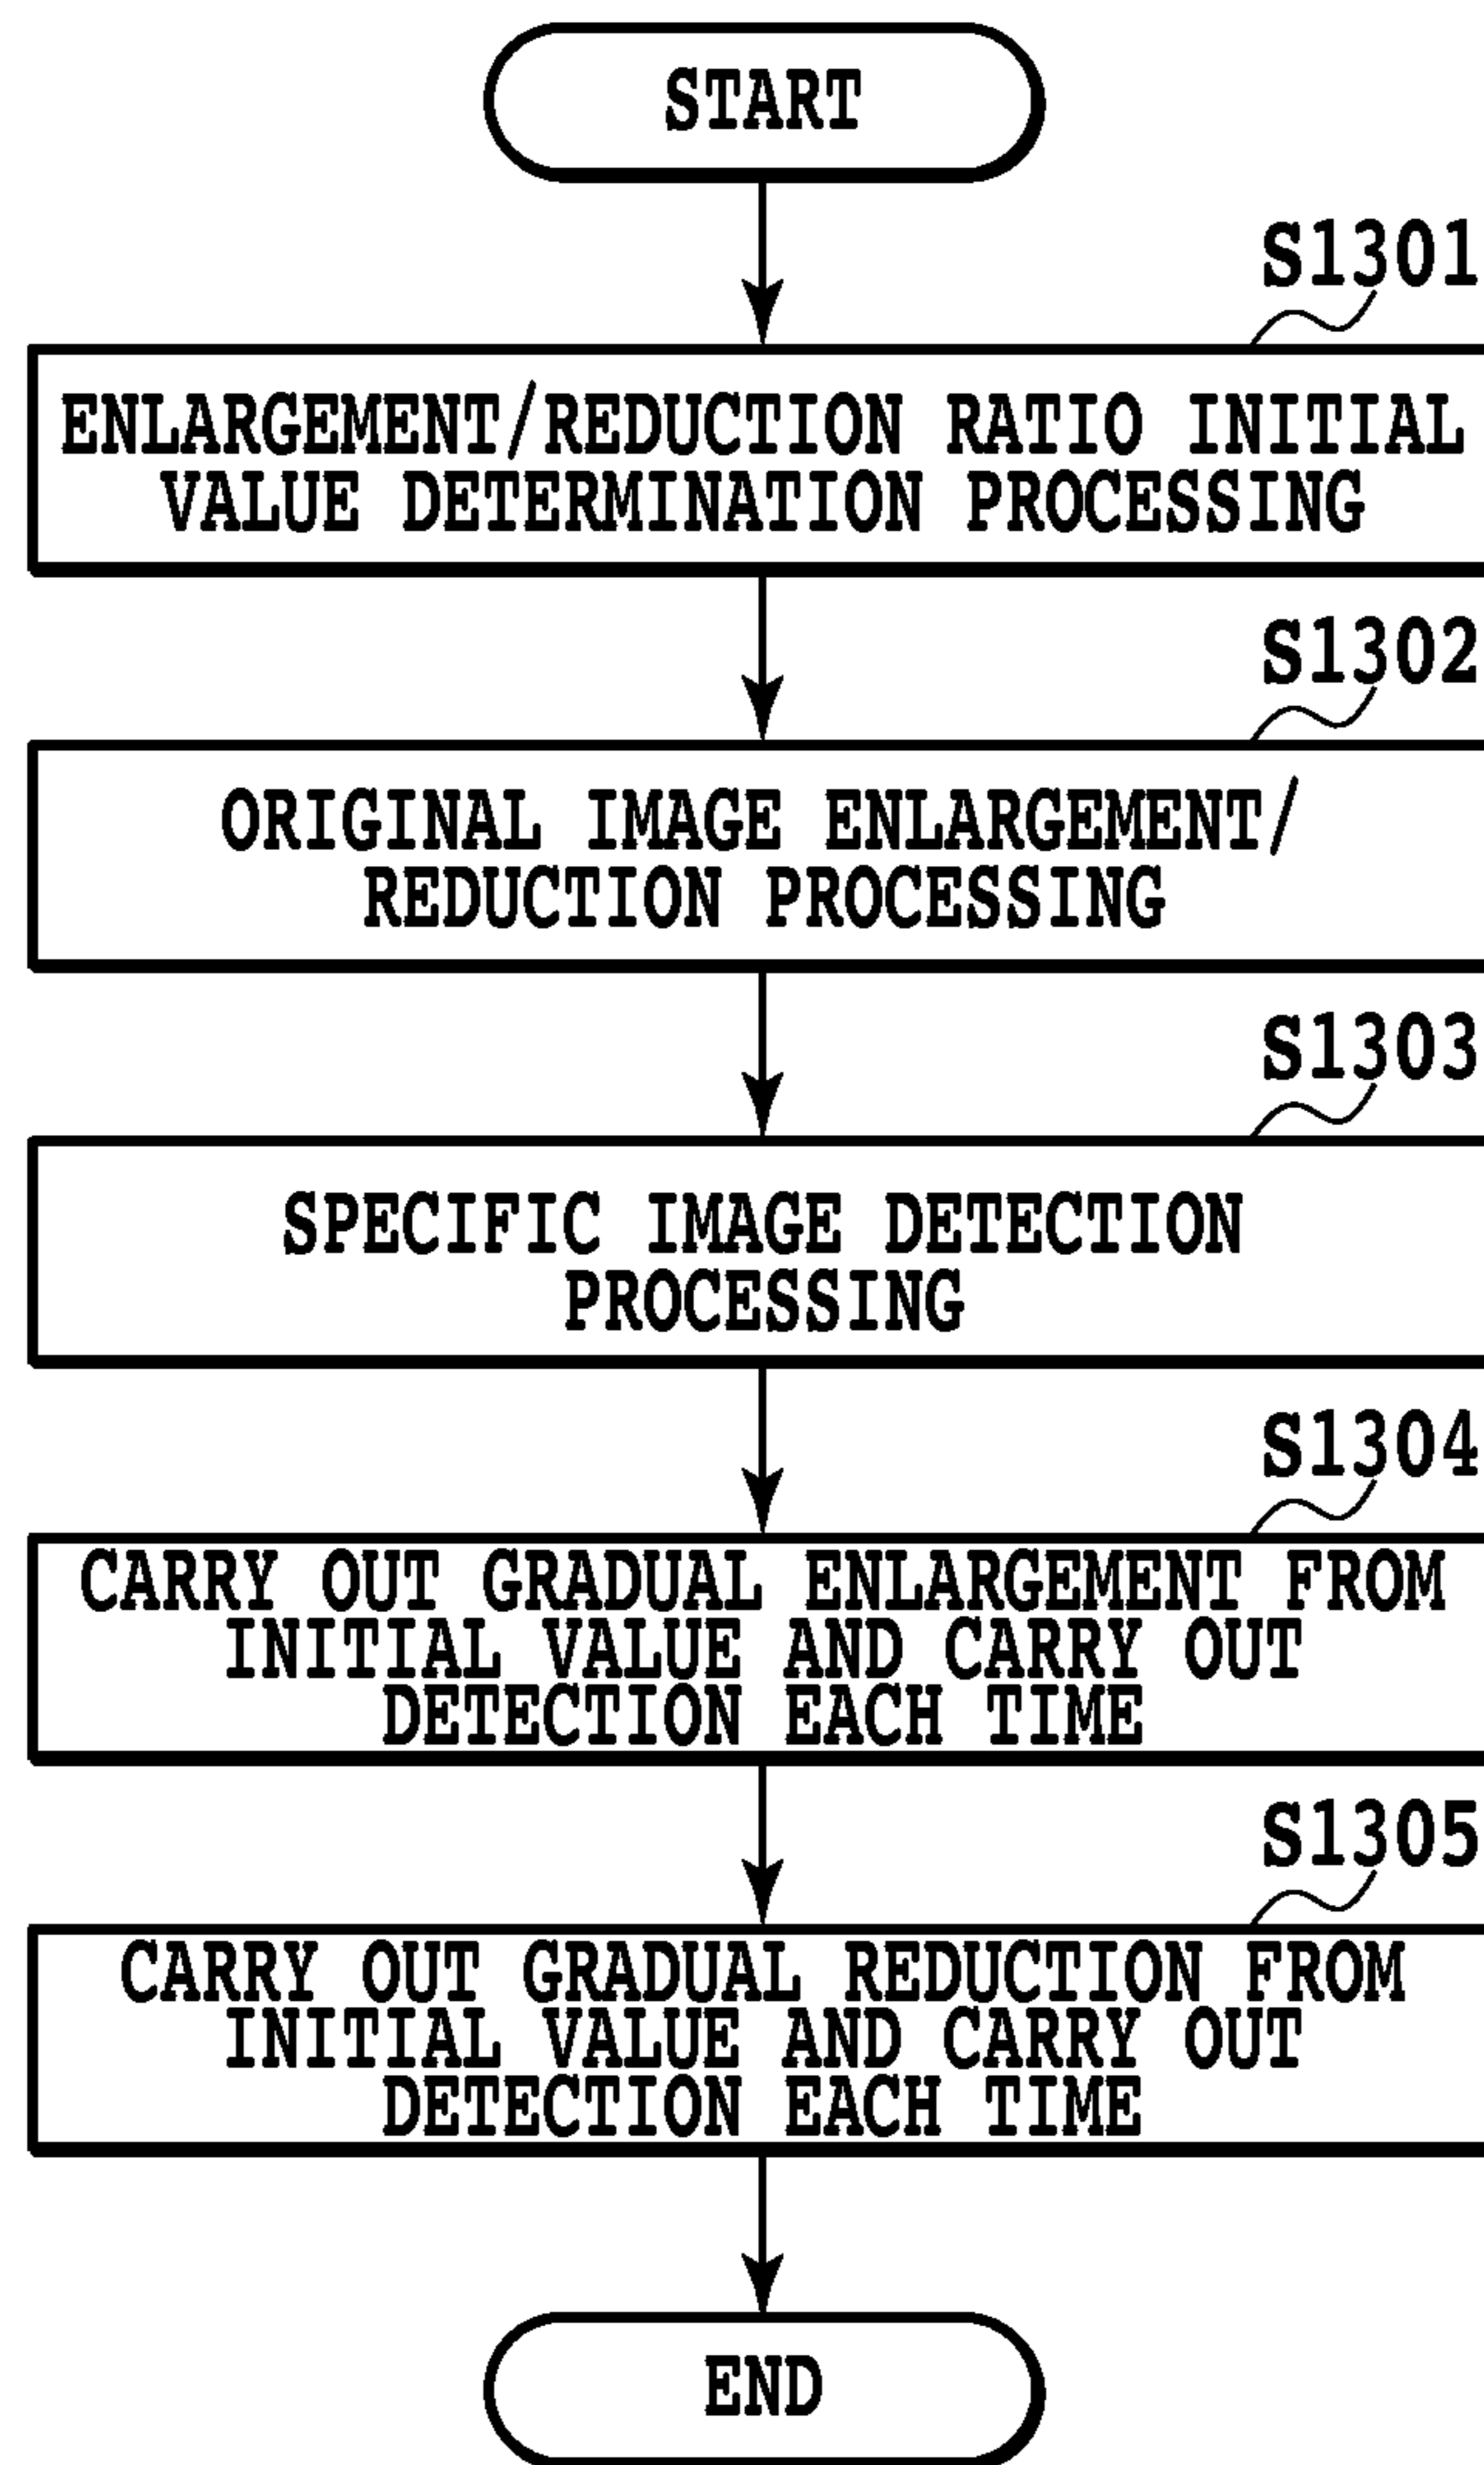 START
S1301
ENLARGEMENT/REDUCTION RATIO INITIAL
VALUE DETERMINATION PROCESSING
S1302
ORIGINAL IMAGE ENLARGEMENT/
REDUCTION PROCESSING
S1303
SPECIFIC IMAGE DETECTION
PROCESSING
S1304
CARRY OUT GRADUAL ENLARGEMENT FROM
INITIAL VALUE AND CARRY OUT
DETECTION EACH TIME
S1305
CARRY OUT GRADUAL REDUCTION FROM
INITIAL VALUE AND CARRY OUT
DETECTION EACH TIME
END